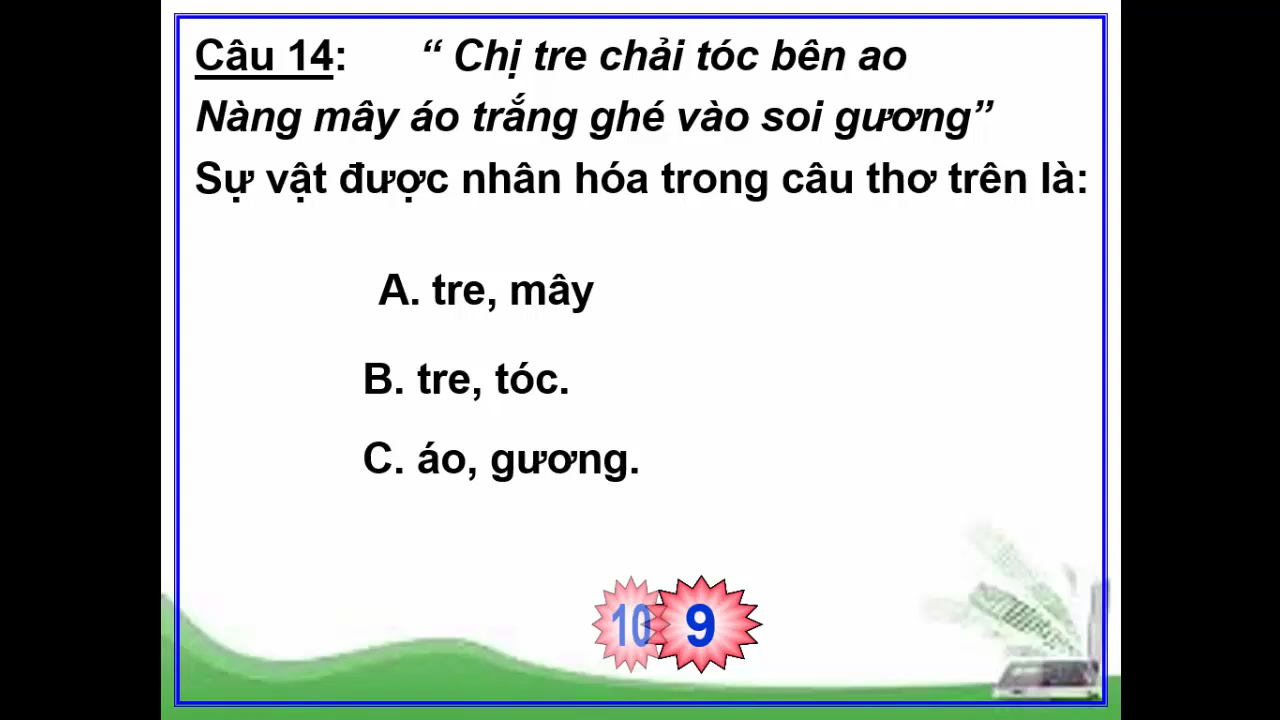 Câu 14: “ Chị tre chải tóc bên ao
Nàng mây áo trắng ghé vào soi gương”
Sự vật được nhân hóa trong câu thơ trên là:
A. tre, mây
B. tre, tóc.
C. áo, gương.
10 9